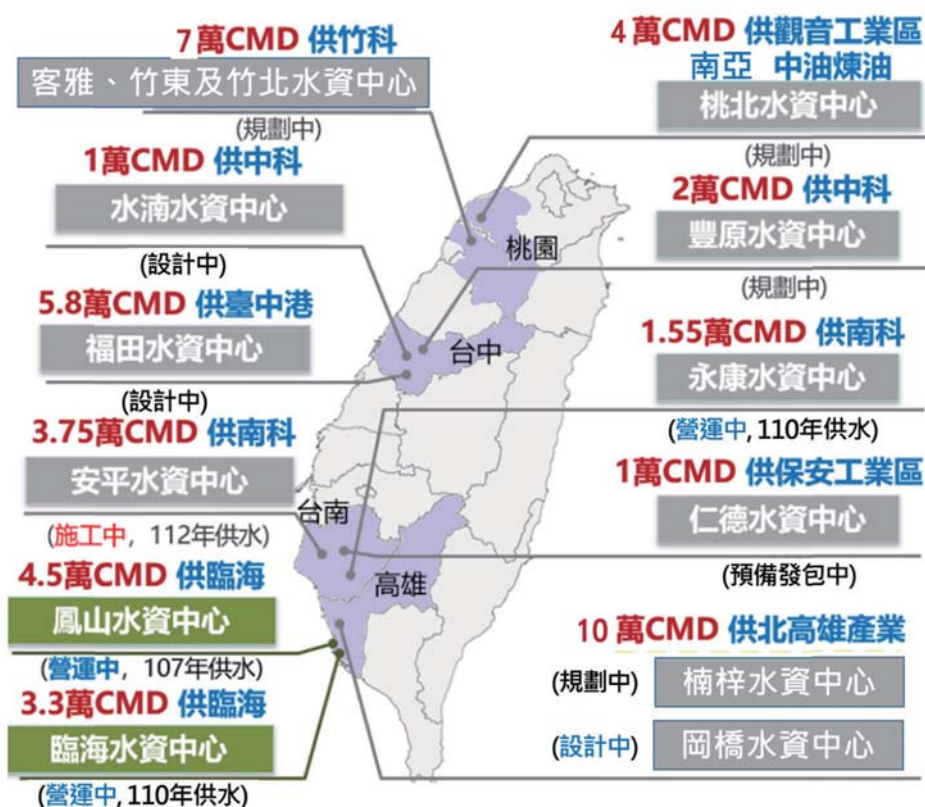 7萬CMD 供竹科
客雅、竹東及竹北水資中心
(規劃中)
1萬CMD 供中科
水湳水資中心
(設計中)
5.8萬CMD 供臺中港
福田水資中心
(設計中)
3.75萬CMD 供南科
安平水資中心
(施工中, 112年供水)
4.5萬CMD 供臨海
鳳山水資中心
(營運中, 107年供水)
3.3萬CMD 供臨海
臨海水資中心
(營運中, 110年供水)
桃園
台中
台南
高雄
4 萬CMD 供觀音工業區
南亞 中油煉油
桃北水資中心
(規劃中)
2萬CMD 供中科
豐原水資中心
(規劃中)
1.55萬CMD 供南科
永康水資中心
(營運中, 110年供水)
1萬CMD 供保安工業區
仁德水資中心
(預備發包中)
10 萬CMD 供北高雄產業
(規劃中) 楠梓水資中心
(設計中) 岡橋水資中心